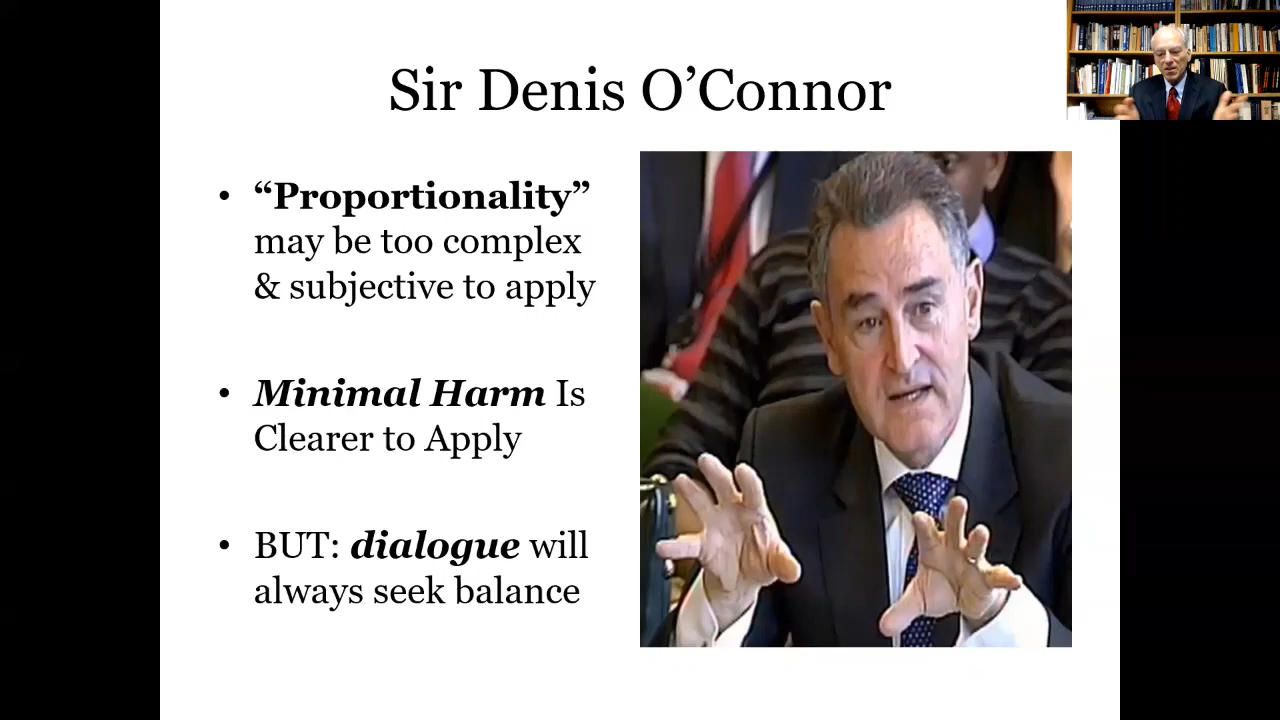 Sir Denis O’Connor
• “Proportionality”
may be too complex
& subjective to apply
• Minimal Harm Is
Clearer to Apply
• BUT: dialogue will
always seek balance